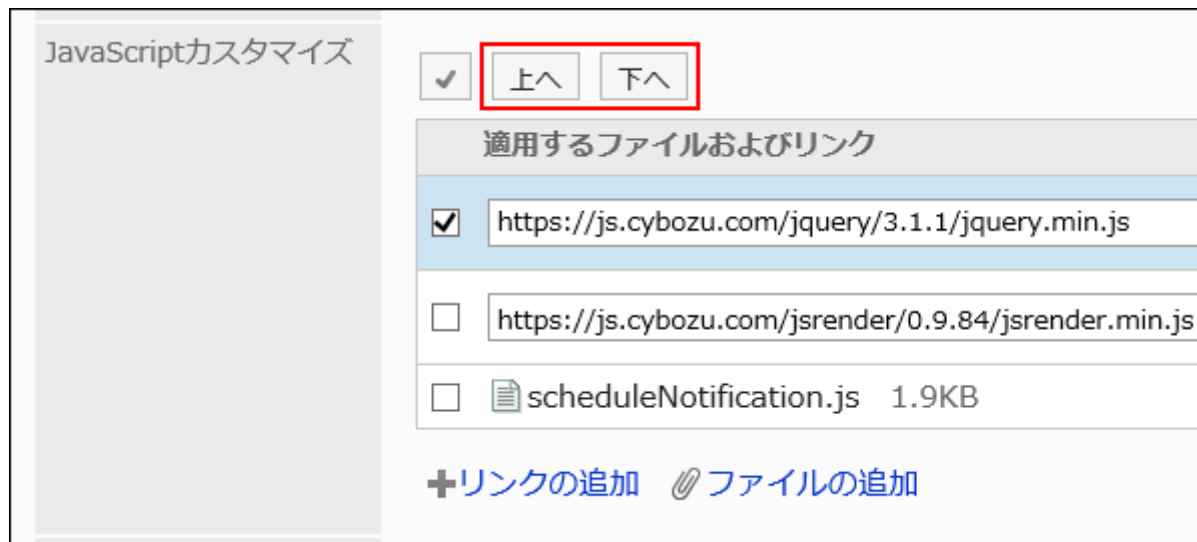 JavaScriptカスタマイズ
上へ 下へ
適用するファイルおよびリンク
https://js.cybozu.com/jquery/3.1.1/jquery.min.js
https://js.cybozu.com/jsrender/0.9.84/jsrender.min.js
scheduleNotification.js 1.9KB
リンクの追加 ファイルの追加